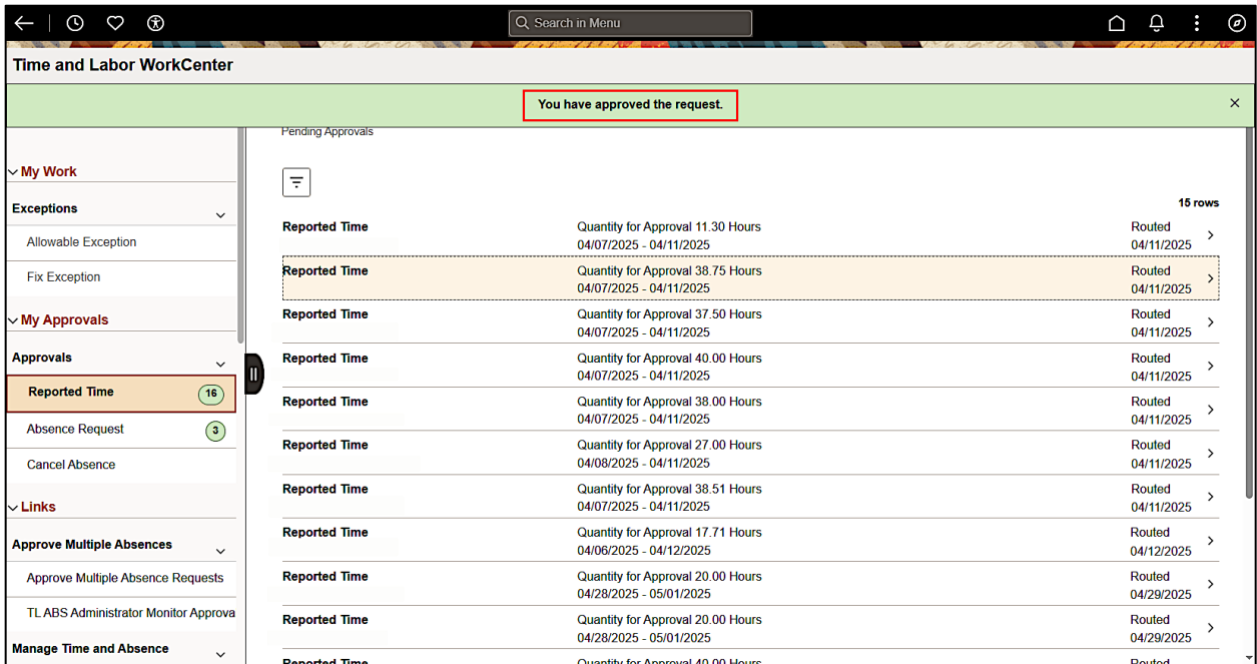 Search in Menu
Time and Labor WorkCenter
You have approved the request.
Pending Approvals
My Work
Exceptions
Allowable Exception
Fix Exception
My Approvals
Approvals
Reported Time 16
Absence Request 3
Cancel Absence
Links
Approve Multiple Absences
Approve Multiple Absence Requests
TL ABS Administrator Monitor Approva
Manage Time and Absence
15 rows
Reported Time Quantity for Approval 11.30 Hours Routed
04/07/2025 - 04/11/2025 04/11/2025
Reported Time Quantity for Approval 38.75 Hours Routed
04/07/2025 - 04/11/2025 04/11/2025
Reported Time Quantity for Approval 37.50 Hours Routed
04/07/2025 - 04/11/2025 04/11/2025
Reported Time Quantity for Approval 40.00 Hours Routed
04/07/2025 - 04/11/2025 04/11/2025
Reported Time Quantity for Approval 38.00 Hours Routed
04/07/2025 - 04/11/2025 04/11/2025
Reported Time Quantity for Approval 27.00 Hours Routed
04/08/2025 - 04/11/2025 04/11/2025
Reported Time Quantity for Approval 38.51 Hours Routed
04/07/2025 - 04/11/2025 04/11/2025
Reported Time Quantity for Approval 17.71 Hours Routed
04/06/2025 - 04/12/2025 04/12/2025
Reported Time Quantity for Approval 20.00 Hours Routed
04/28/2025 - 05/01/2025 04/29/2025
Reported Time Quantity for Approval 20.00 Hours Routed
04/28/2025 - 05/01/2025 04/29/2025
Reported Time Quantity for Approval 40.00 Hours Routed